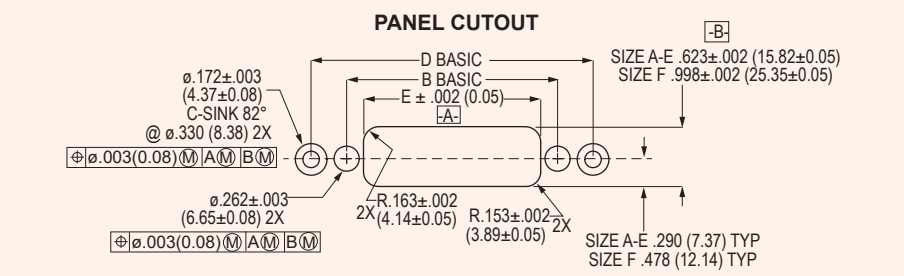 PANEL CUTOUT
-B-
SIZE A-E .623±.002 (15.82±0.05)
SIZE F .998±.002 (25.35±0.05)
D BASIC
B BASIC
E ± .002 (0.05)
-A-
ø.172±.003
(4.37±0.08)
C-SINK 82°
@ ø.330 (8.38) 2X
⌖ ø.003(0.08)Ⓜ AⓂ BⓂ
ø.262±.003
(6.65±0.08) 2X
⌖ ø.003(0.08)Ⓜ AⓂ BⓂ
R.163±.002
2X (4.14±0.05)
R.153±.002 2X
(3.89±0.05)
SIZE A-E .290 (7.37) TYP
SIZE F .478 (12.14) TYP